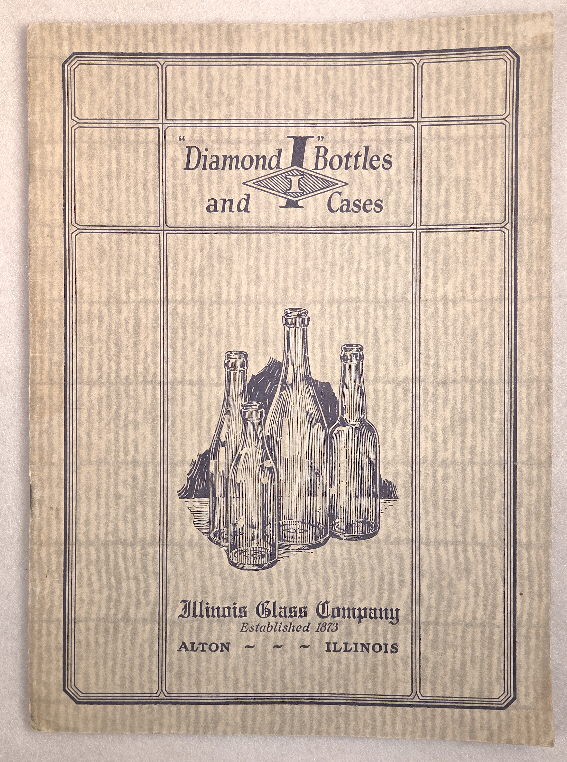 "Diamond I" Bottles
I
and Cases
Illinois Glass Company
Established 1873
ALTON ~ ~ ~ ILLINOIS